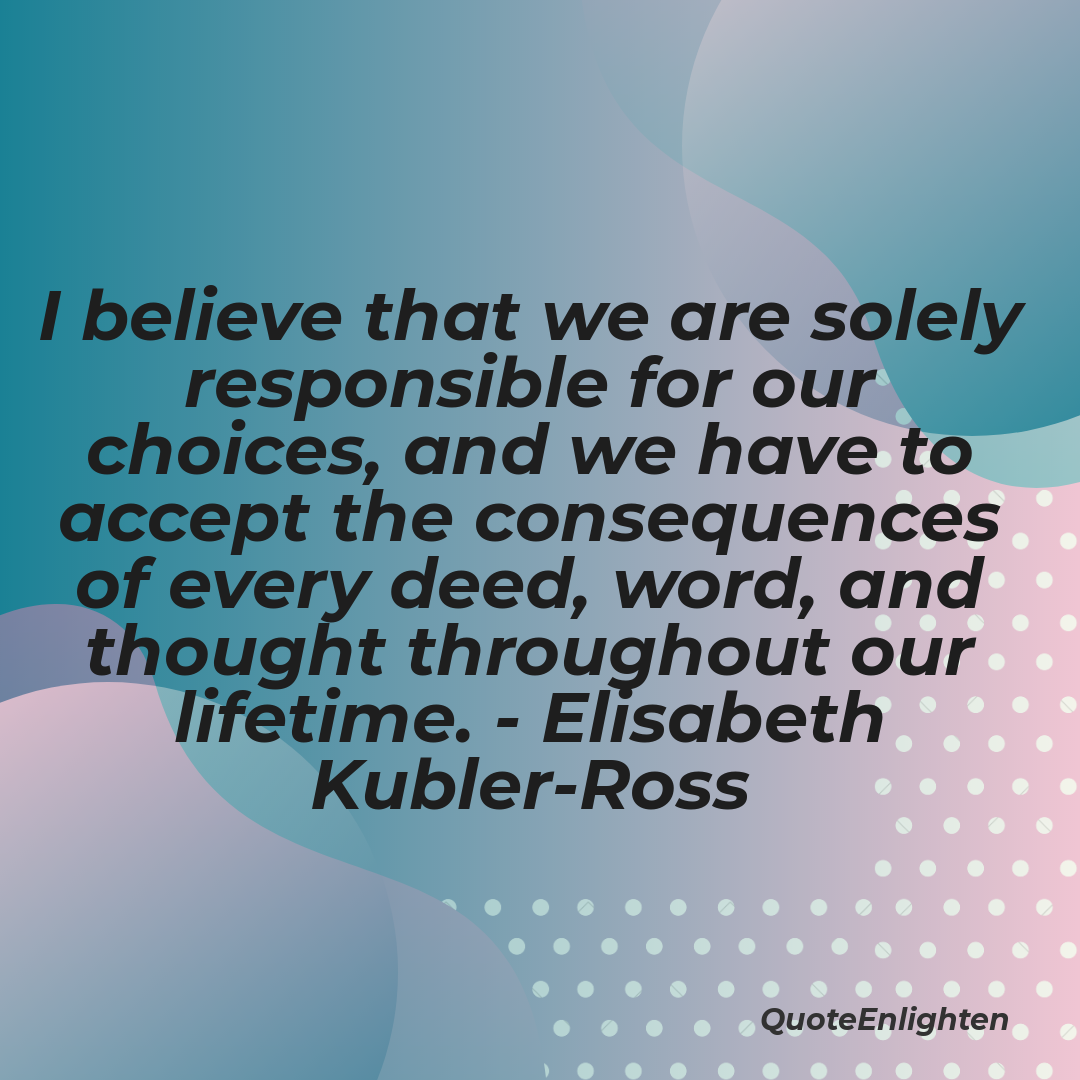 I believe that we are solely
responsible for our
choices, and we have to
accept the consequences
of every deed, word, and
thought throughout our
lifetime. - Elisabeth
Kubler-Ross
QuoteEnlighten